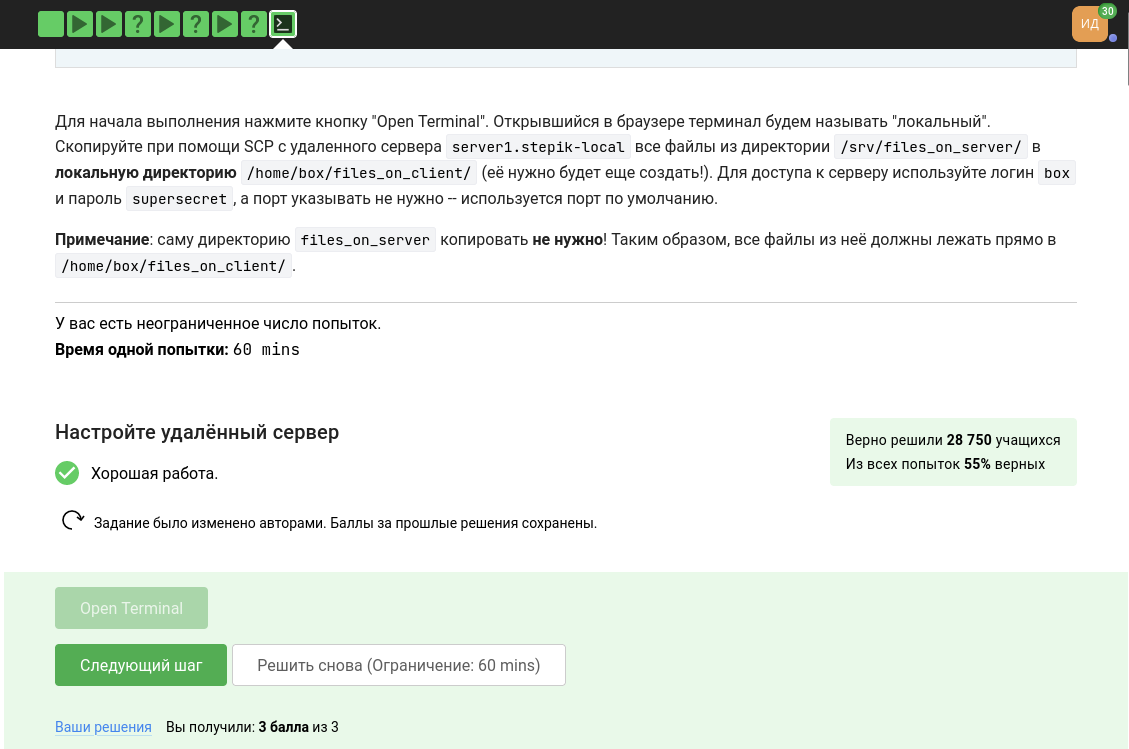 ? ? ?
ИД 30
Для начала выполнения нажмите кнопку "Open Terminal". Открывшийся в браузере терминал будем называть "локальный".
Скопируйте при помощи SCP с удаленного сервера server1.stepik-local все файлы из директории /srv/files_on_server/ в
локальную директорию /home/box/files_on_client/ (её нужно будет еще создать!). Для доступа к серверу используйте логин box
и пароль supersecret, а порт указывать не нужно -- используется порт по умолчанию.
Примечание: саму директорию files_on_server копировать не нужно! Таким образом, все файлы из неё должны лежать прямо в
/home/box/files_on_client/.
У вас есть неограниченное число попыток.
Время одной попытки: 60 mins
Настройте удалённый сервер
Верно решили 28 750 учащихся
Из всех попыток 55% верных
Хорошая работа.
Задание было изменено авторами. Баллы за прошлые решения сохранены.
Open Terminal
Следующий шаг
Решить снова (Ограничение: 60 mins)
Ваши решения Вы получили: 3 балла из 3